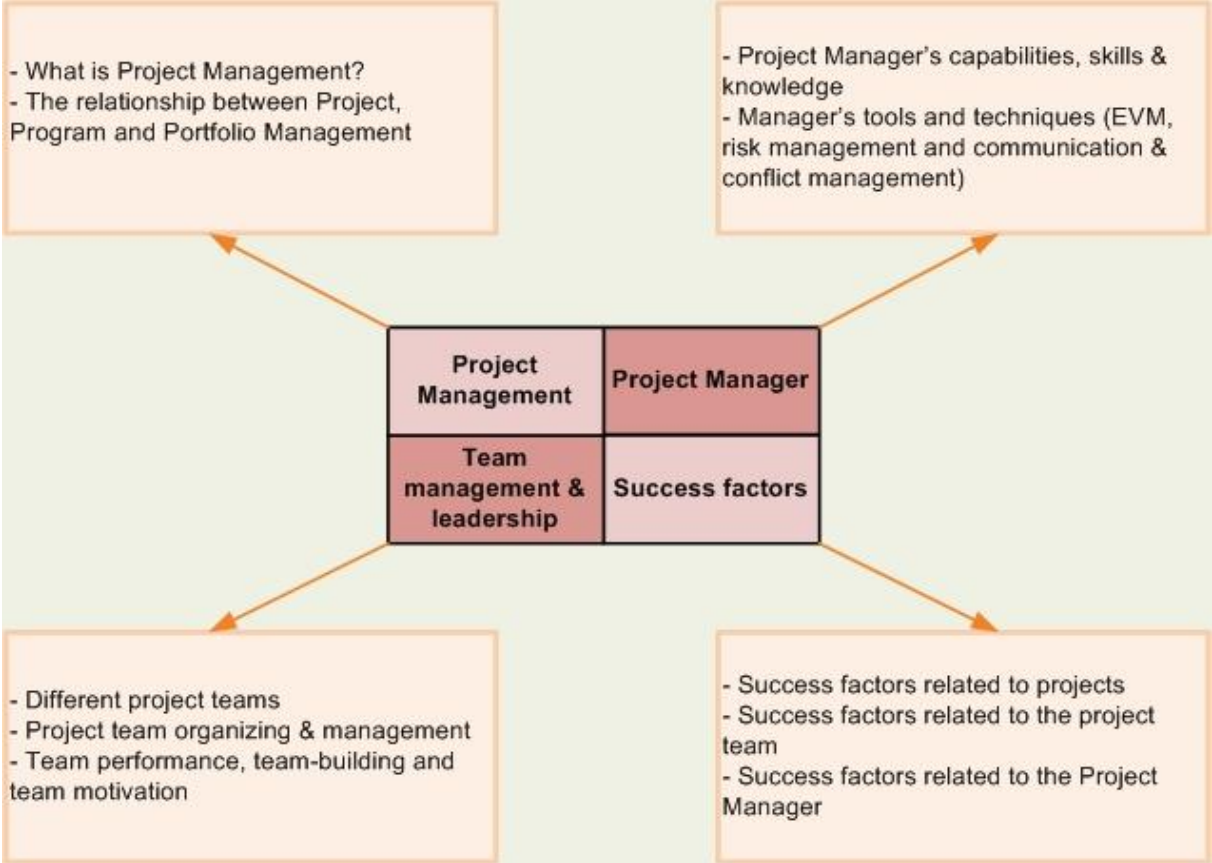 - What is Project Management?
- The relationship between Project,
Program and Portfolio Management
- Project Manager’s capabilities, skills &
knowledge
- Manager’s tools and techniques (EVM,
risk management and communication &
conflict management)
Project
Management
Project Manager
Team
management &
leadership
Success factors
- Different project teams
- Project team organizing & management
- Team performance, team-building and
team motivation
- Success factors related to projects
- Success factors related to the project
team
- Success factors related to the Project
Manager